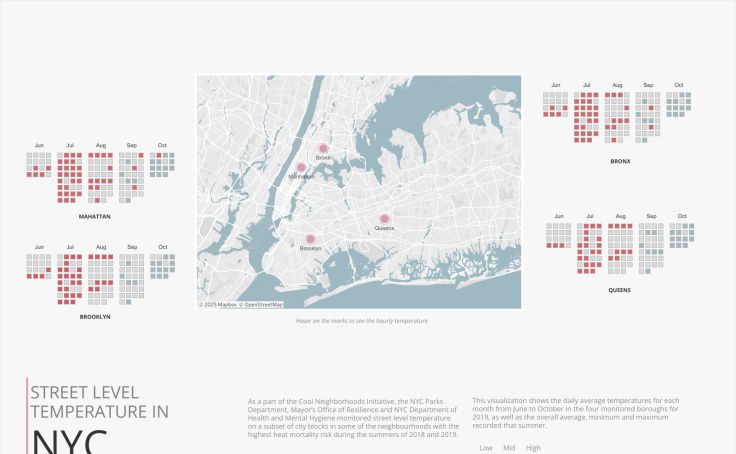 Jun Jul Aug Sep Oct
BRONX
Jun Jul Aug Sep Oct
MAHATTAN
Bronx
Manhattan
Queens
Brooklyn
© 2025 Mapbox © OpenStreetMap
Hover on the marks to see the hourly temperature
Jun Jul Aug Sep Oct
QUEENS
Jun Jul Aug Sep Oct
BROOKLYN
STREET LEVEL
TEMPERATURE IN
NYC
As a part of the Cool Neighborhoods Initiative, the NYC Parks
Department, Mayor's Office of Resilience and NYC Department of
Health and Mental Hygiene monitored street level temperature
on a subset of city blocks in some of the neighbourhoods with the
highest heat mortality risk during the summers of 2018 and 2019.
This visualization shows the daily average temperatures for each
month from June to October in the four monitored boroughs for
2019, as well as the overall average, minimum and maximum
recorded that summer.
Low Mid High